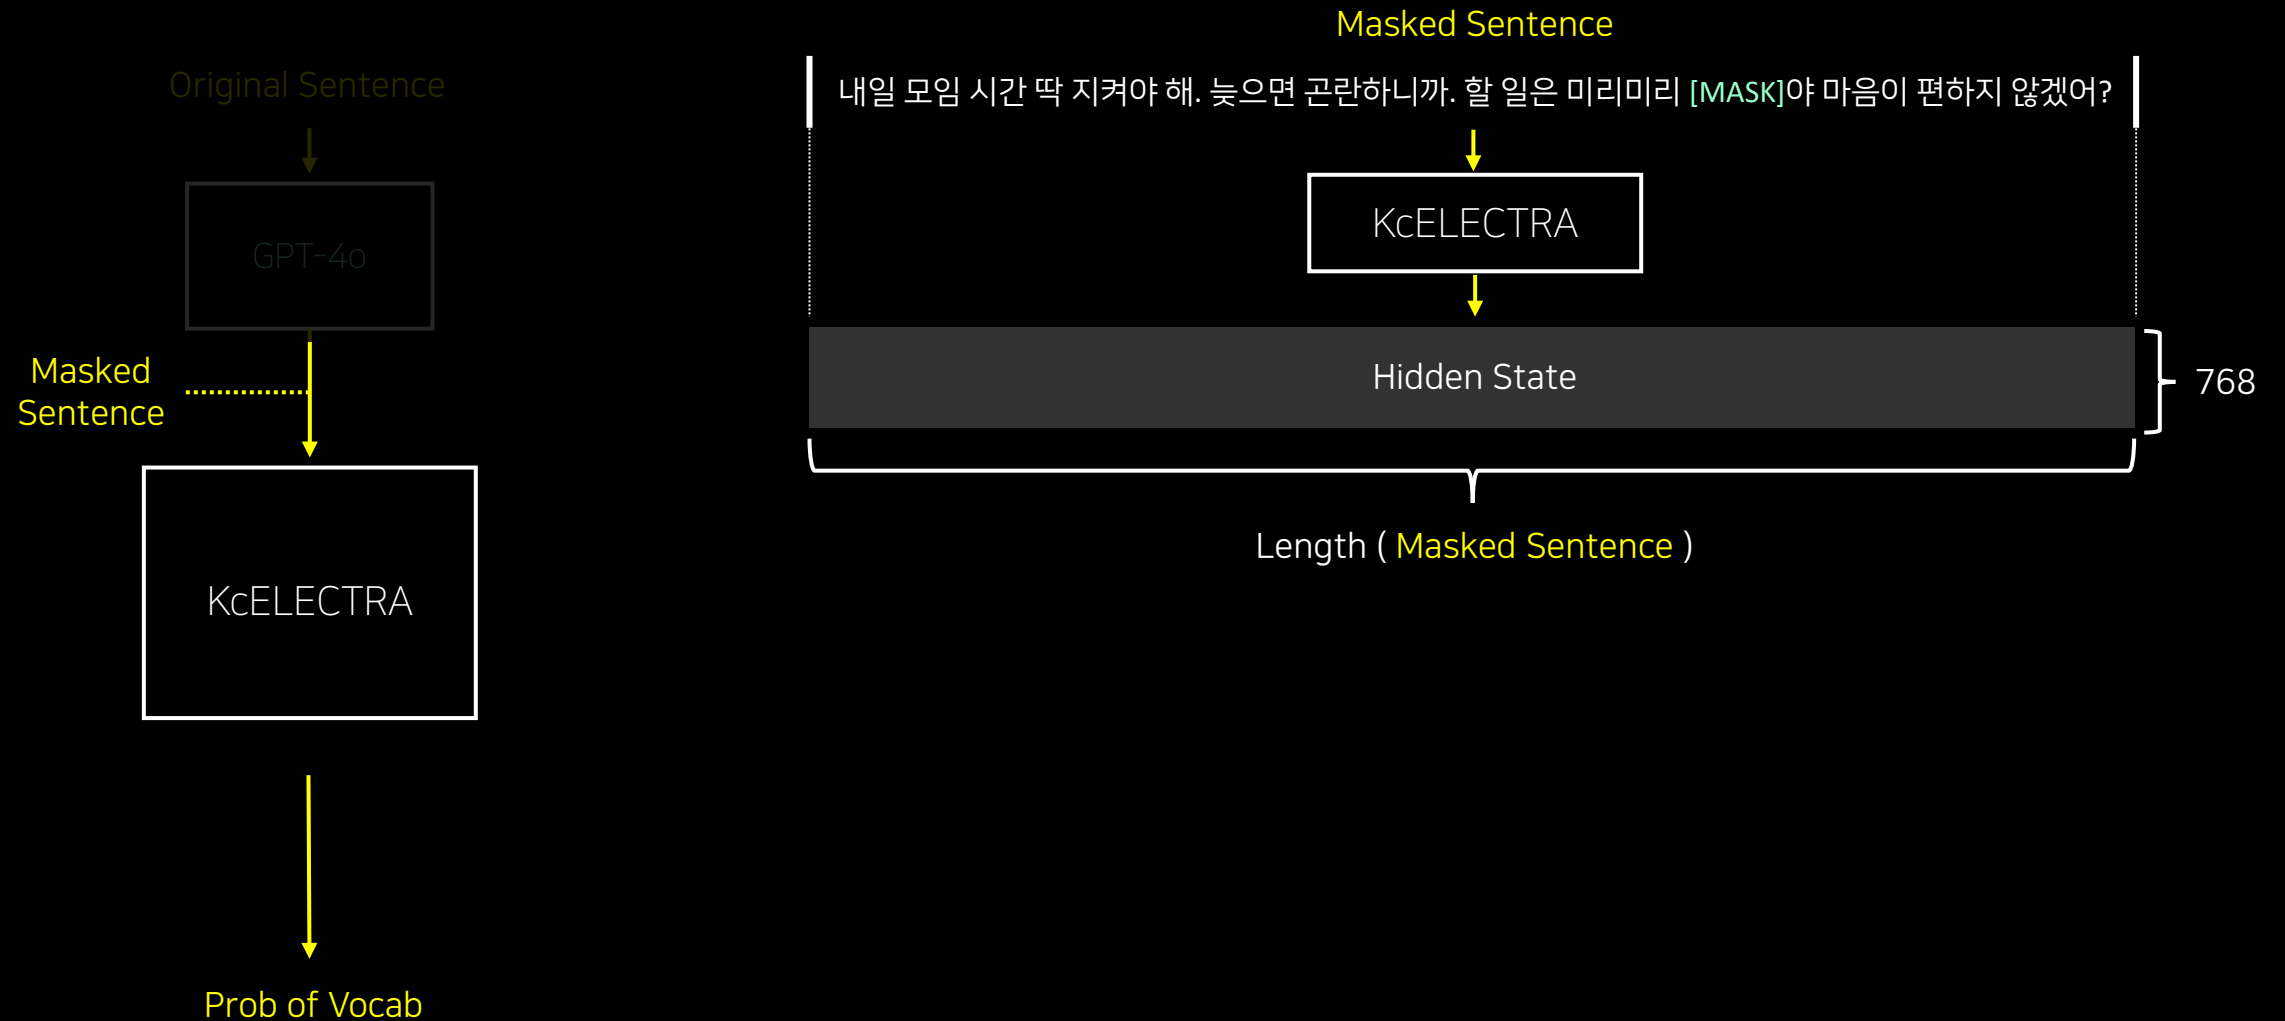 Original Sentence
GPT-4o
Masked
Sentence
KcELECTRA
Prob of Vocab
Masked Sentence
내일 모임 시간 딱 지켜야 해. 늦으면 곤란하니까. 할 일은 미리미리 [MASK]야 마음이 편하지 않겠어?
KcELECTRA
Hidden State
768
Length ( Masked Sentence )